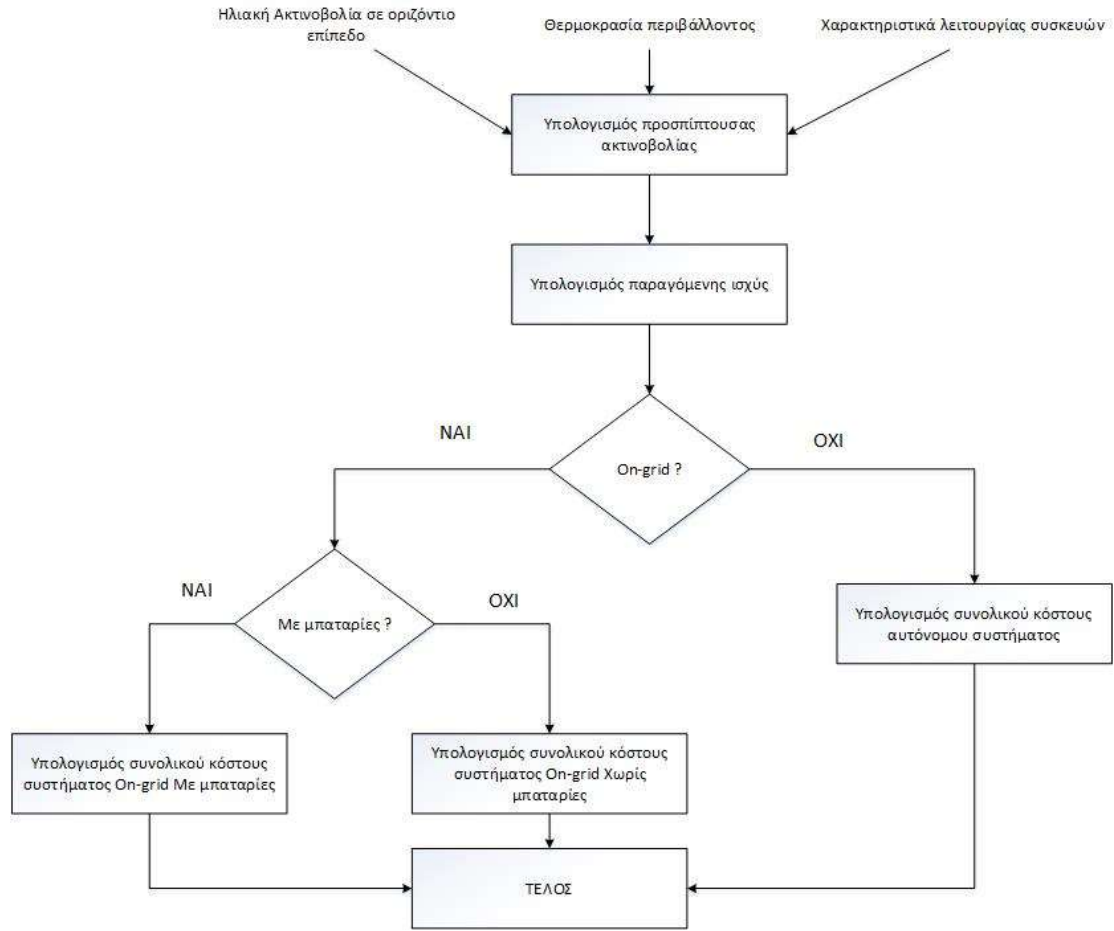 Ηλιακή Ακτινοβολία σε οριζόντιο
επίπεδο
Θερμοκρασία περιβάλλοντος
Χαρακτηριστικά λειτουργίας συσκευών
Υπολογισμός προσπίπτουσας
ακτινοβολίας
Υπολογισμός παραγόμενης ισχύς
On-grid ?
ΝΑΙ
ΟΧΙ
Με μπαταρίες ?
ΝΑΙ
ΟΧΙ
Υπολογισμός συνολικού κόστους
αυτόνομου συστήματος
Υπολογισμός συνολικού κόστους
συστήματος On-grid Με μπαταρίες
Υπολογισμός συνολικού κόστους
συστήματος On-grid Χωρίς
μπαταρίες
ΤΕΛΟΣ